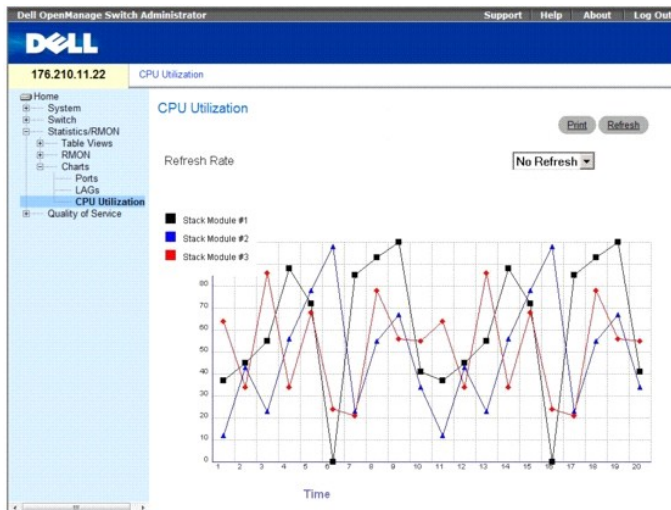 Dell OpenManage Switch Administrator
Support Help About Log Out
DELL
176.210.11.22
CPU Utilization
Home
System
Switch
Statistics/RMON
Table Views
RMON
Charts
Ports
LAGs
CPU Utilization
Quality of Service
CPU Utilization
Print Refresh
Refresh Rate
No Refresh
Stack Module #1
Stack Module #2
Stack Module #3
80
70
60
50
40
30
20
10
0
1 2 3 4 5 6 7 8 9 10 11 12 13 14 15 16 17 18 19 20
Time